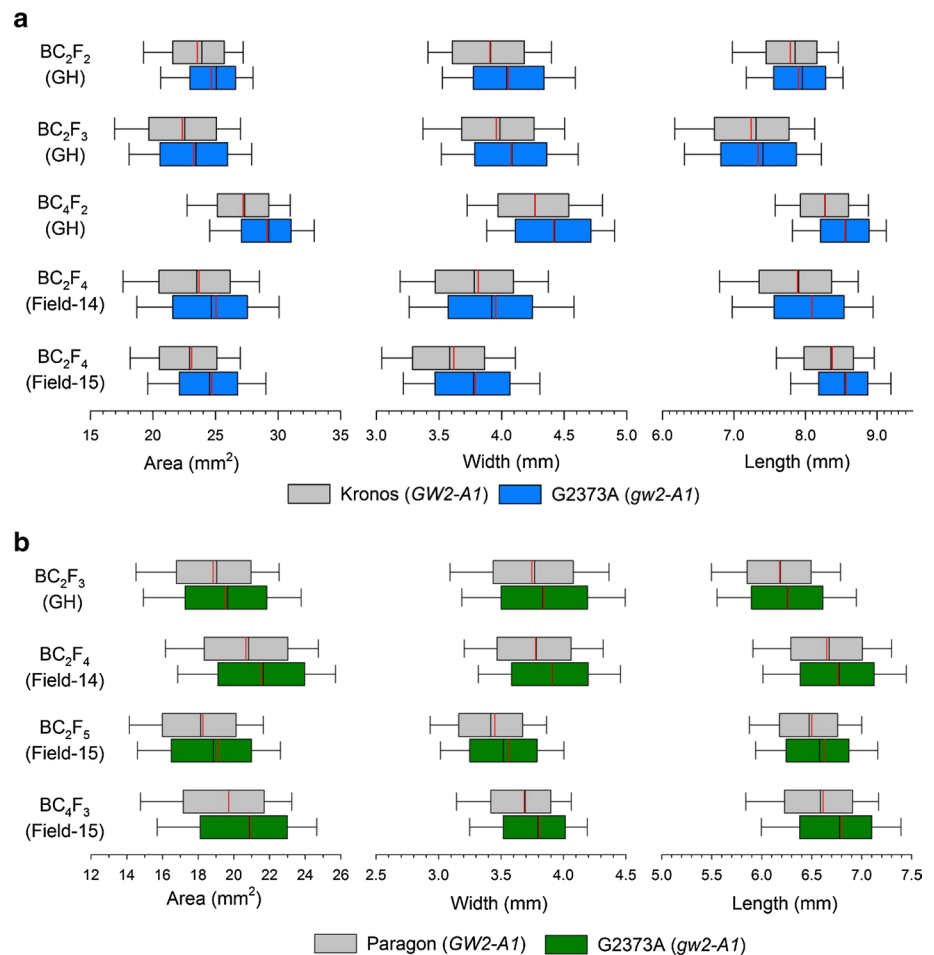 a
BC₂F₂
(GH)
BC₂F₃
(GH)
BC₄F₂
(GH)
BC₂F₄
(Field-14)
BC₂F₄
(Field-15)
15 20 25 30 35
3.0 3.5 4.0 4.5 5.0
6.0 7.0 8.0 9.0
Area (mm²)
Width (mm)
Length (mm)
Kronos (GW2-A1)
G2373A (gw2-A1)
b
BC₂F₃
(GH)
BC₂F₄
(Field-14)
BC₂F₅
(Field-15)
BC₄F₃
(Field-15)
12 14 16 18 20 22 24 26
2.5 3.0 3.5 4.0 4.5
5.0 5.5 6.0 6.5 7.0 7.5
Area (mm²)
Width (mm)
Length (mm)
Paragon (GW2-A1)
G2373A (gw2-A1)